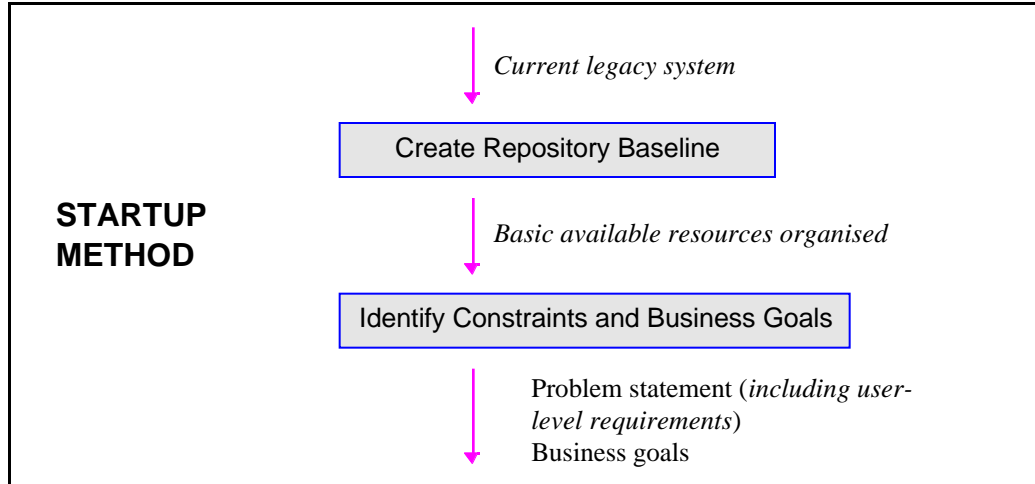 Current legacy system
Create Repository Baseline
STARTUP
METHOD
Basic available resources organised
Identify Constraints and Business Goals
Problem statement (including user-
level requirements)
Business goals